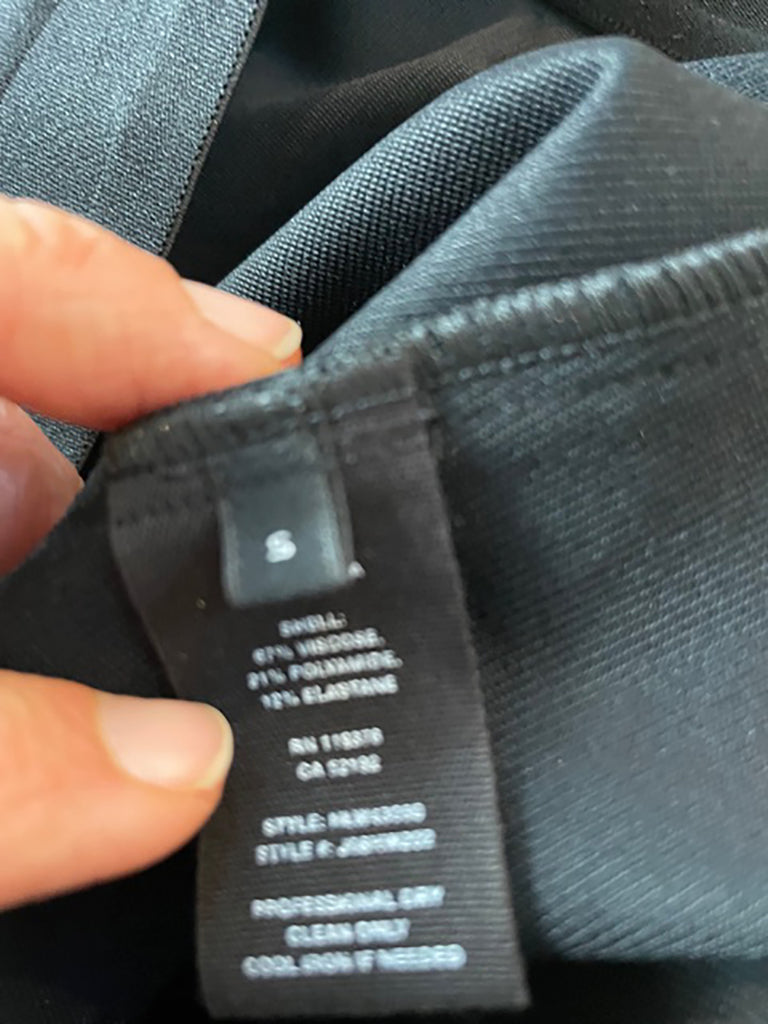 S
SHELL:
67% VISCOSE,
21% POLYAMIDE,
12% ELASTANE
RN
CA
STYLE:
STYLE #:
PROFESSIONAL DRY
CLEAN ONLY
COOL IRON IF NEEDED